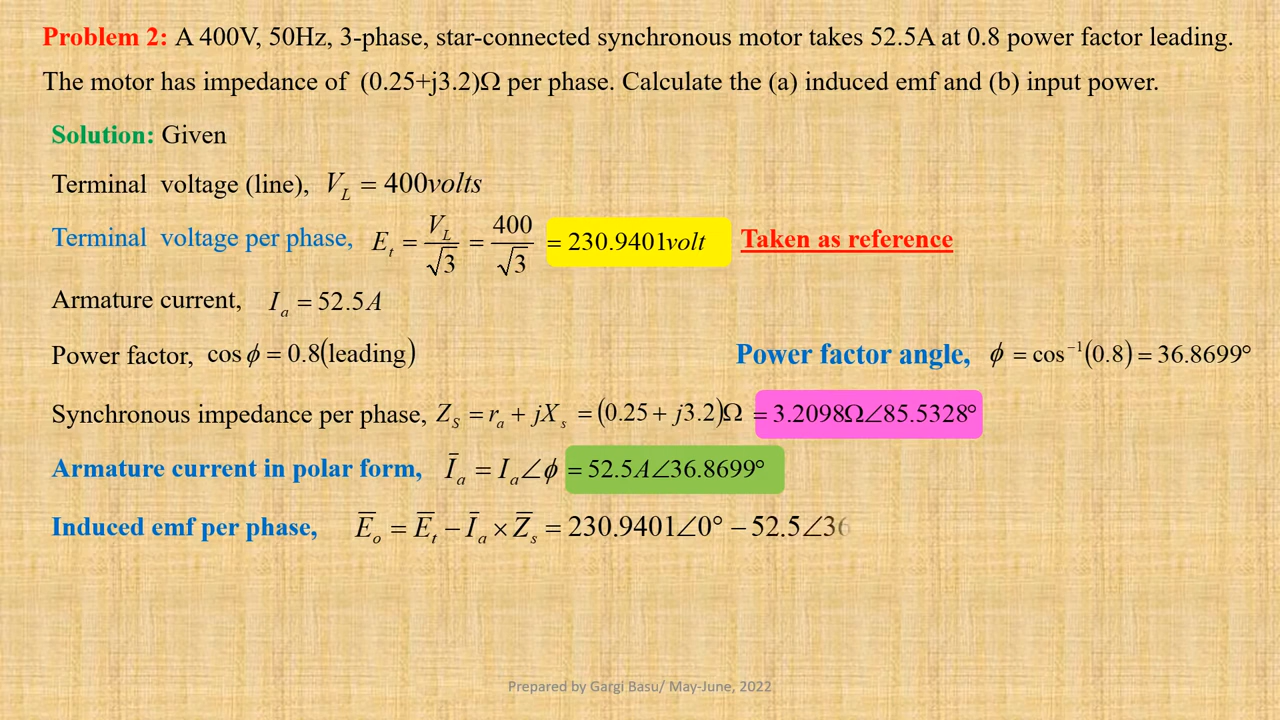 Problem 2: A 400V, 50Hz, 3-phase, star-connected synchronous motor takes 52.5A at 0.8 power factor leading.
The motor has impedance of (0.25+j3.2)Ω per phase. Calculate the (a) induced emf and (b) input power.
Solution: Given
Terminal voltage (line), V_L = 400volts
Terminal voltage per phase, E_t = V_L/√3 = 400/√3 = 230.9401volt Taken as reference
Armature current, I_a = 52.5A
Power factor, cos ϕ = 0.8(leading) Power factor angle, ϕ = cos⁻¹(0.8) = 36.8699°
Synchronous impedance per phase, Z_S = r_a + jX_s = (0.25 + j3.2)Ω = 3.2098Ω∠85.5328°
Armature current in polar form, I̅_a = I_a∠ϕ = 52.5A∠36.8699°
Induced emf per phase, E̅_o = E̅_t − I̅_a × Z̅_s = 230.9401∠0° − 52.5∠36
Prepared by Gargi Basu/ May-June, 2022